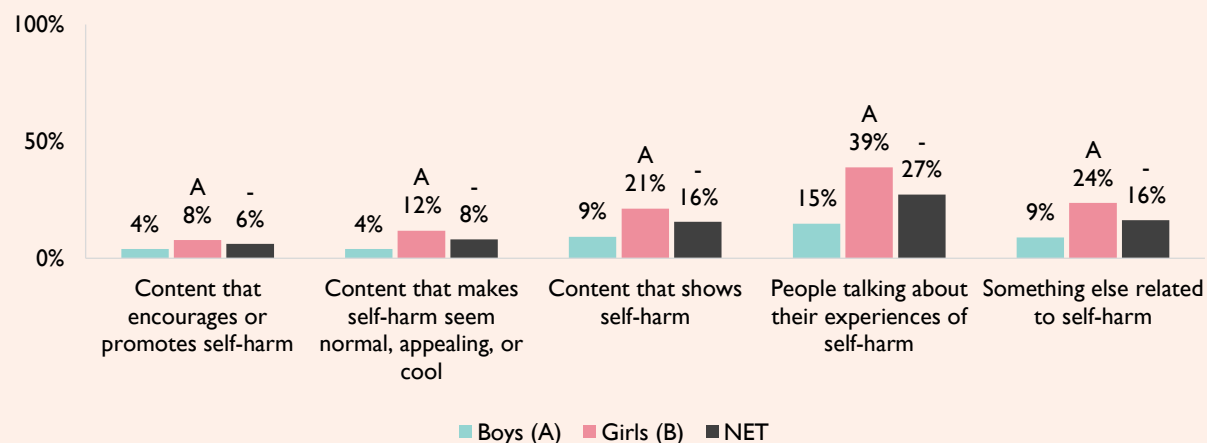 100%
50%
0%
4%
A
8%
-
6%
4%
A
12%
-
8%
9%
A
21%
-
16%
15%
A
39%
-
27%
9%
A
24%
-
16%
Content that
encourages or
promotes self-harm
Content that makes
self-harm seem
normal, appealing, or
cool
Content that shows
self-harm
People talking about
their experiences of
self-harm
Something else related
to self-harm
Boys (A) Girls (B) NET